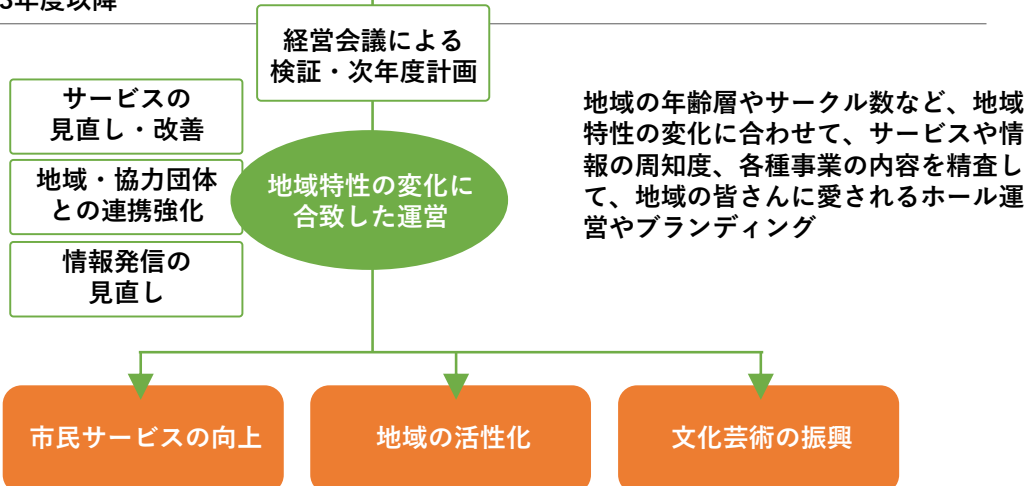 3年度以降
経営会議による
検証・次年度計画
サービスの
見直し・改善
地域・協力団体
との連携強化
情報発信の
見直し
地域特性の変化に
合致した運営
地域の年齢層やサークル数など、地域
特性の変化に合わせて、サービスや情
報の周知度、各種事業の内容を精査し
て、地域の皆さんに愛されるホール運
営やブランディング
市民サービスの向上
地域の活性化
文化芸術の振興